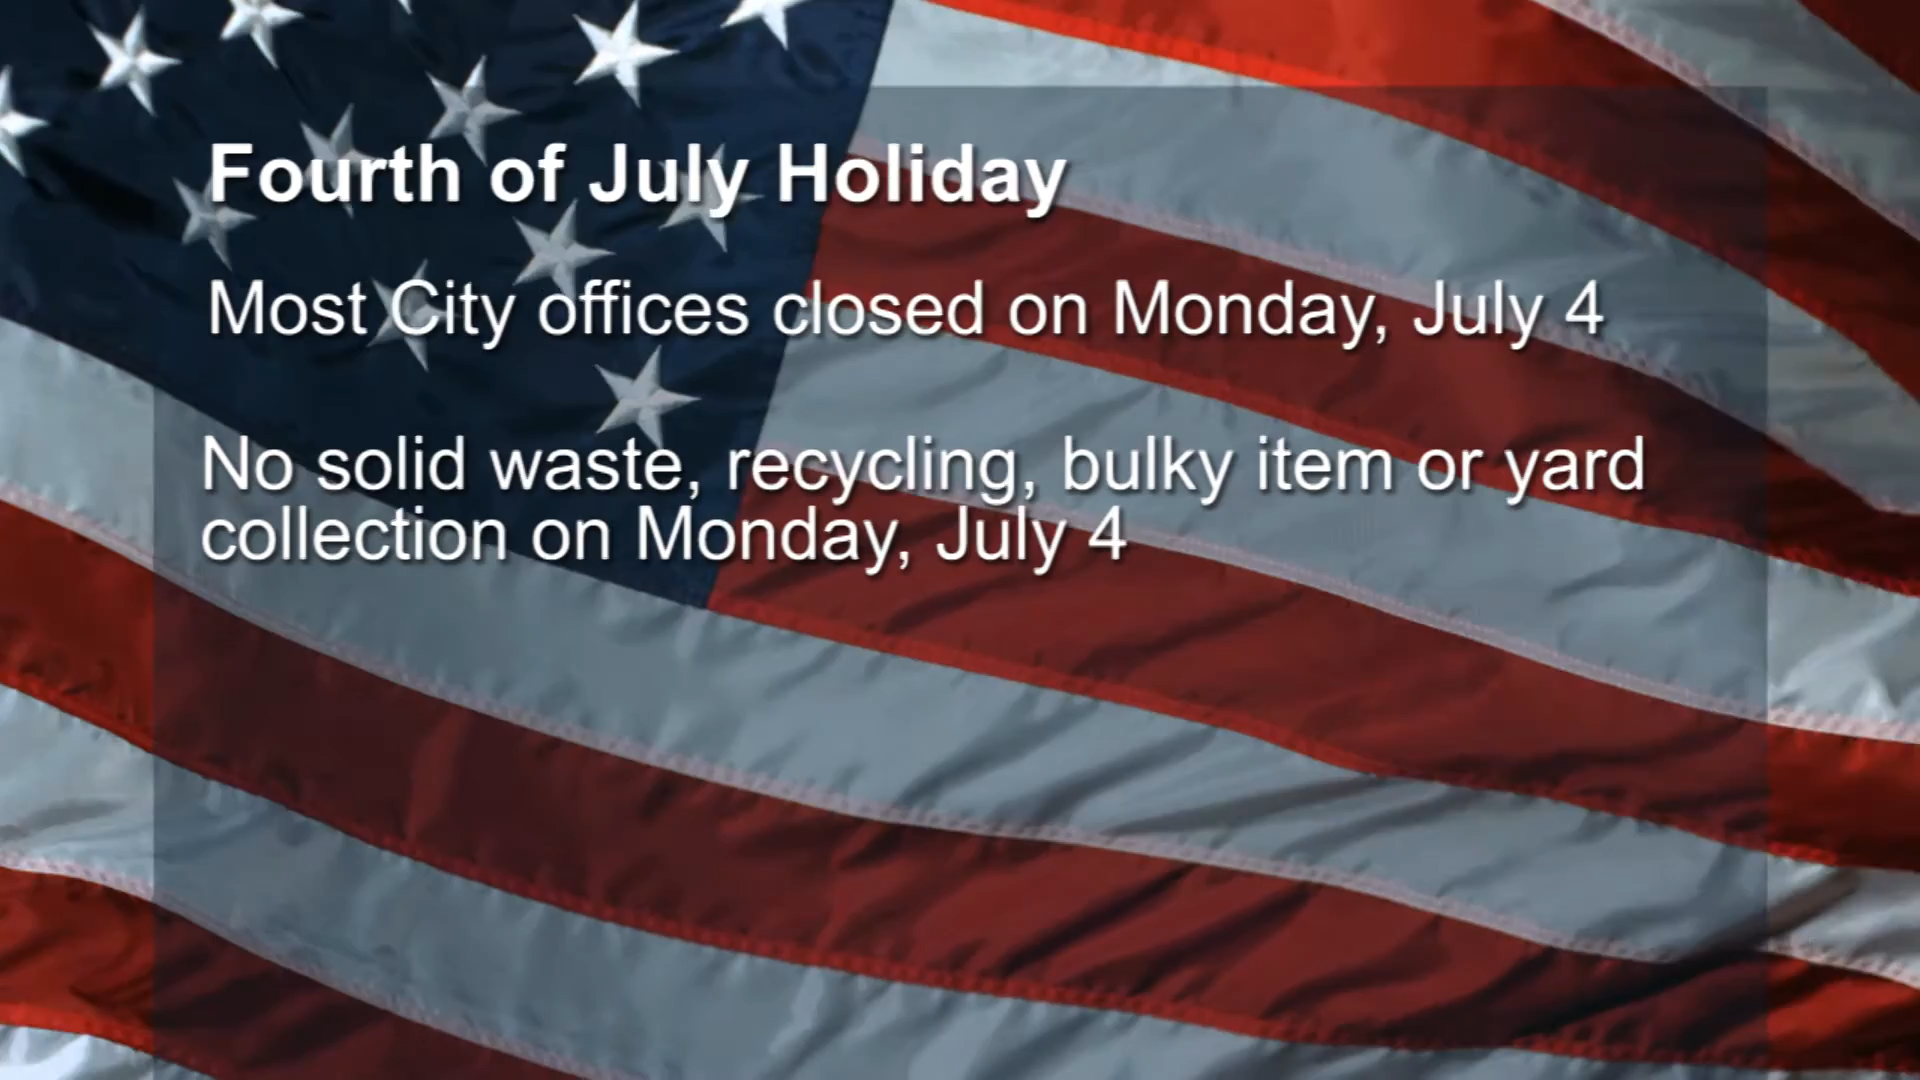 Fourth of July Holiday
Most City offices closed on Monday, July 4
No solid waste, recycling, bulky item or yard
collection on Monday, July 4